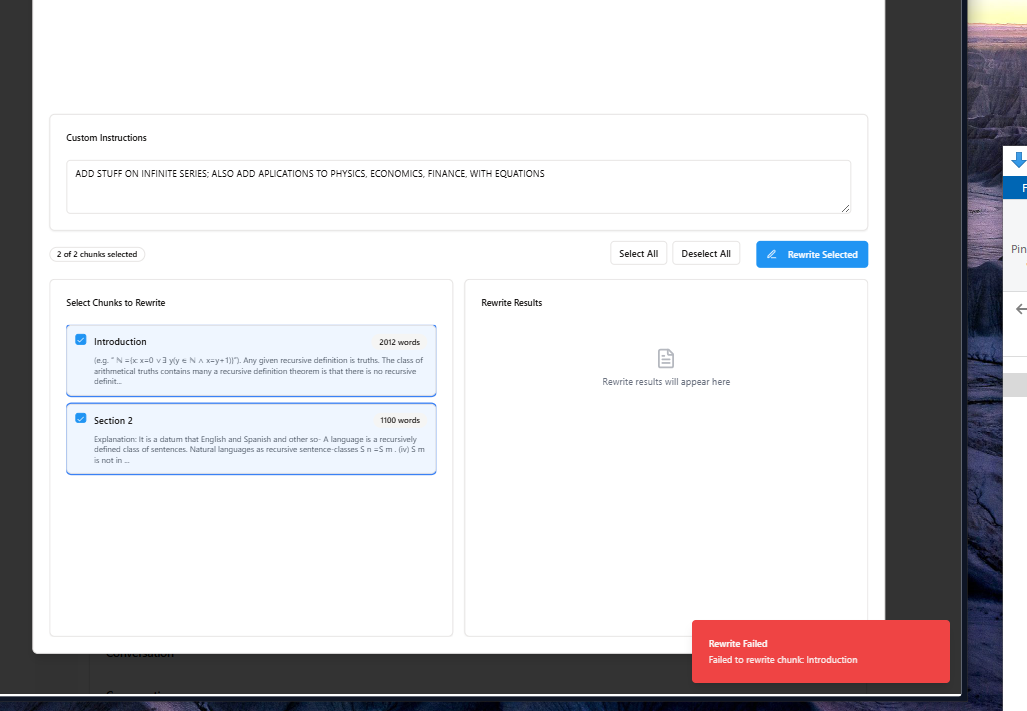 Custom Instructions
ADD STUFF ON INFINITE SERIES; ALSO ADD APLICATIONS TO PHYSICS, ECONOMICS, FINANCE, WITH EQUATIONS
2 of 2 chunks selected
Select All
Deselect All
Rewrite Selected
Select Chunks to Rewrite
Introduction
2012 words
(e.g. " ℕ ={x: x=0 ∨∃ y(y ∈ ℕ ∧ x=y+1)}"). Any given recursive definition is truths. The class of
arithmetical truths contains many a recursive definition theorem is that there is no recursive
definit...
Section 2
1100 words
Explanation: It is a datum that English and Spanish and other so- A language is a recursively
defined class of sentences. Natural languages as recursive sentence-classes S n =S m . (iv) S m
is not in ...
Rewrite Results
Rewrite results will appear here
Rewrite Failed
Failed to rewrite chunk: Introduction
Conversation
F
Pin